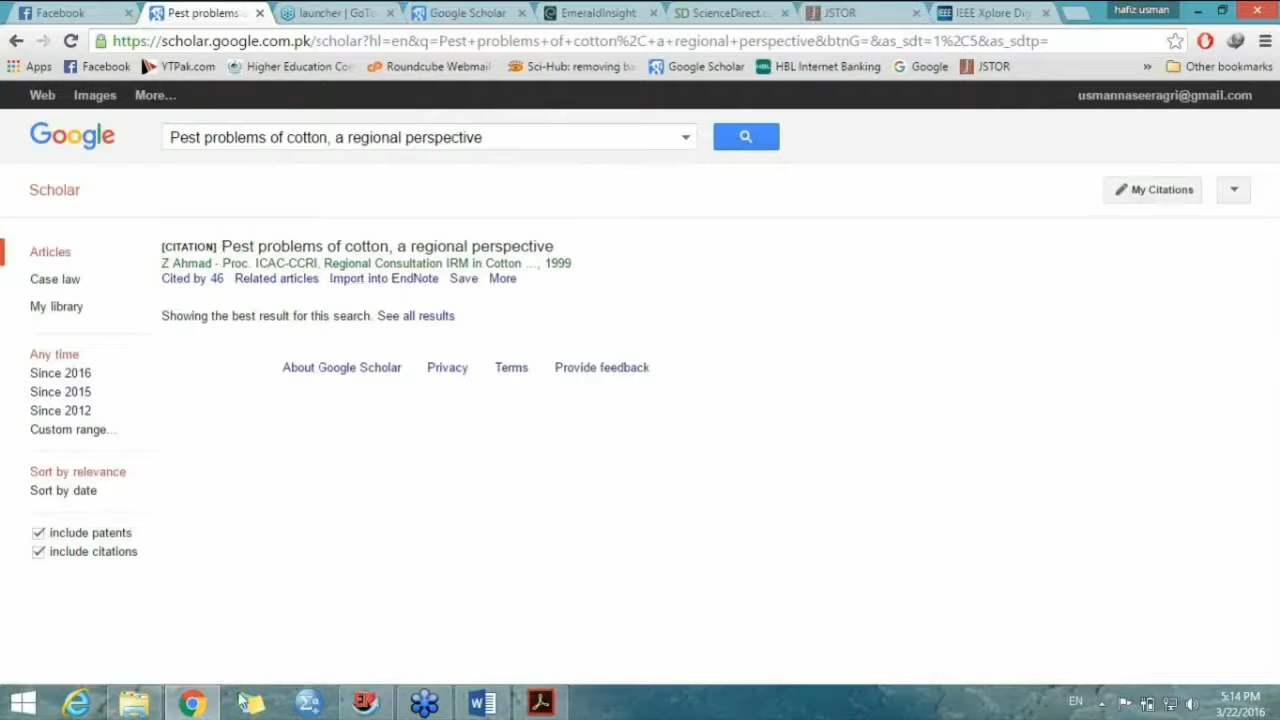 Facebook
Pest problems
launcher | GoTo
Google Scholar
EmeraldInsight
SD ScienceDirect.c
JSTOR
IEEE Xplore Dig
hafiz usman
https://scholar.google.com.pk/scholar?hl=en&q=Pest+problems+of+cotton%2C+a+regional+perspective&btnG=&as_sdt=1%2C5&as_sdtp=
Apps
Facebook
YTPak.com
Higher Education Co
Roundcube Webmail
Sci-Hub: removing ba
Google Scholar
HBL Internet Banking
Google
JSTOR
»
Other bookmarks
Web Images More...
usmannaseeragri@gmail.com
Google
Pest problems of cotton, a regional perspective
Scholar
My Citations
Articles
Case law
My library
Any time
Since 2016
Since 2015
Since 2012
Custom range...
Sort by relevance
Sort by date
include patents
include citations
[CITATION] Pest problems of cotton, a regional perspective
Z Ahmad - Proc. ICAC-CCRI, Regional Consultation IRM in Cotton …, 1999
Cited by 46 Related articles Import into EndNote Save More
Showing the best result for this search. See all results
About Google Scholar Privacy Terms Provide feedback
EN
5:14 PM
3/22/2016